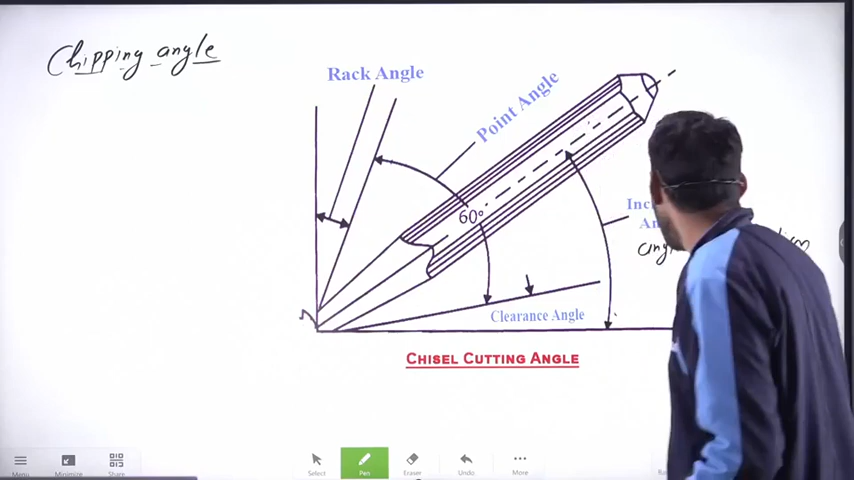 Chipping angle
Rack Angle
Point Angle
60°
Clearance Angle
CHISEL CUTTING ANGLE
Menu
Minimize
Share
Select
Pen
Eraser
Undo
More